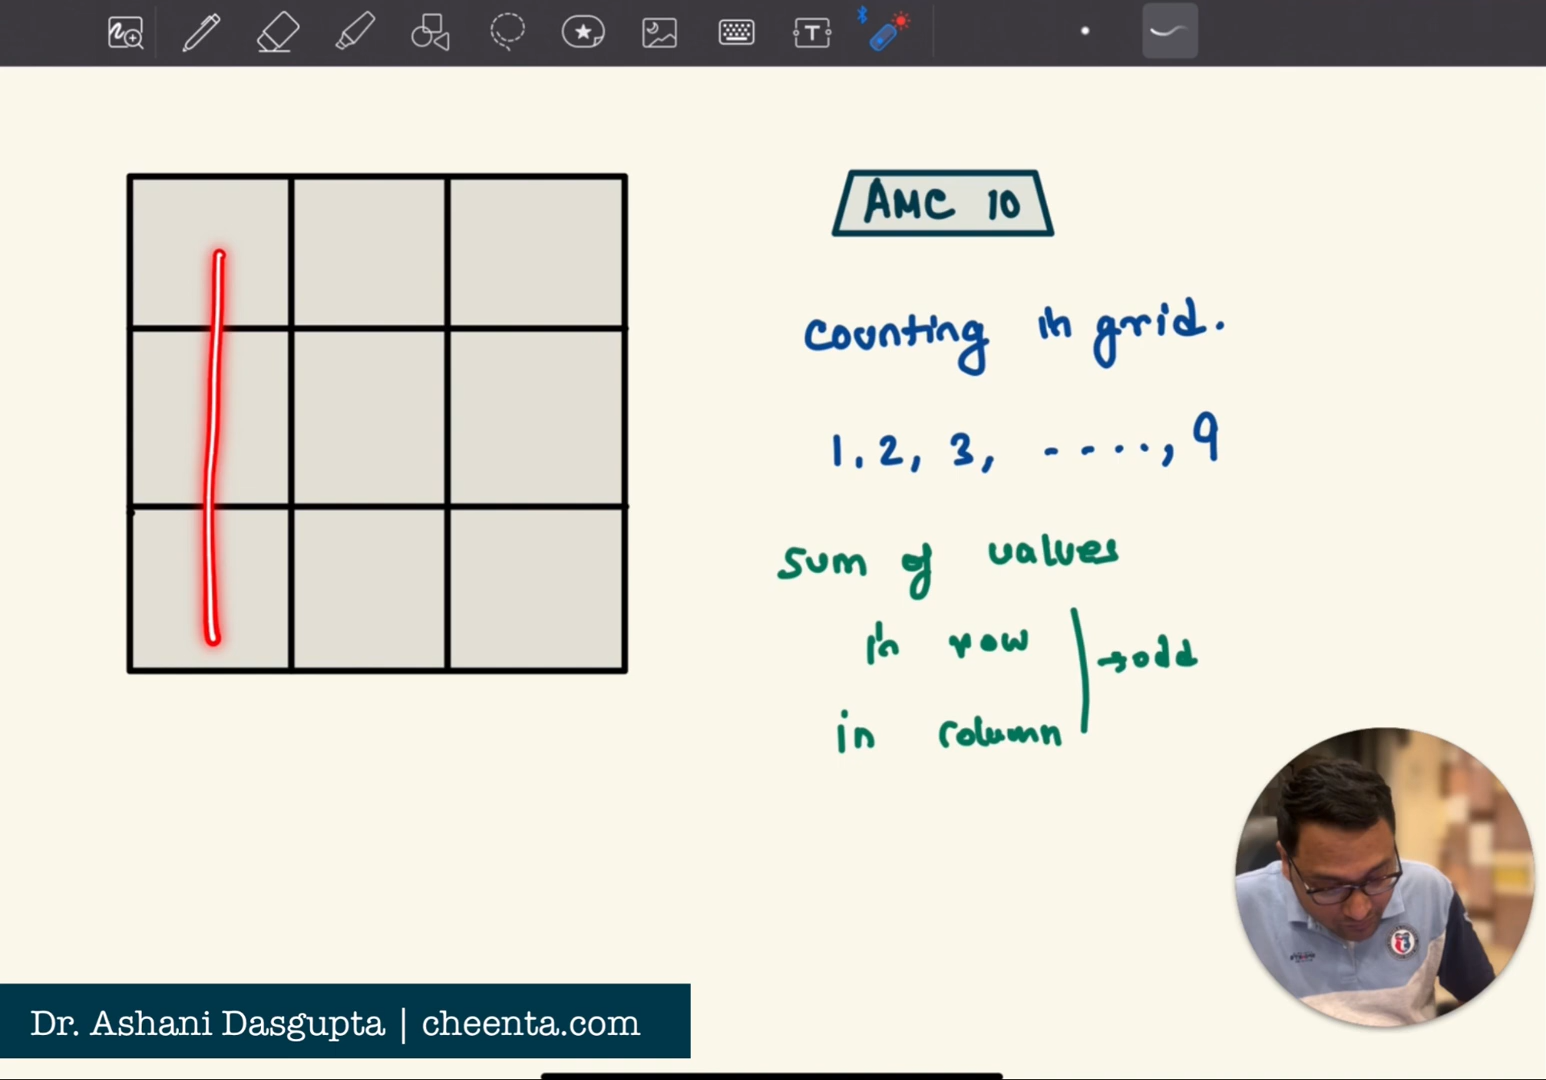 AMC 10
Counting in grid.
1, 2, 3, - - - - ., 9
Sum of values
in row
→ odd
in column
Dr. Ashani Dasgupta | cheenta.com